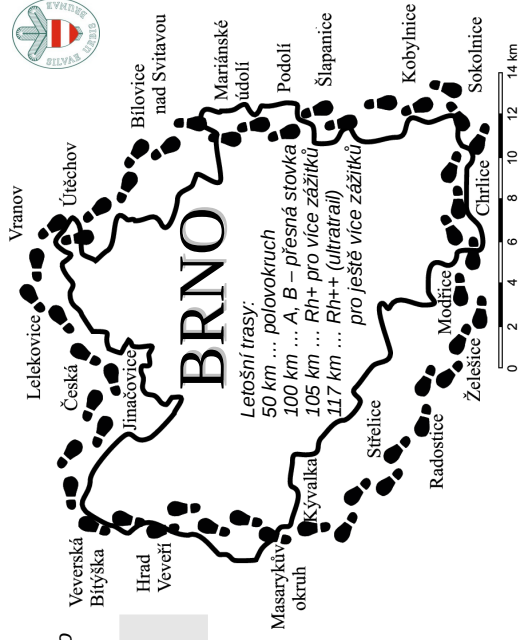 Vranov
Útěchov
Bílovice
nad Svitavou
Mariánské
údolí
Podolí
Šlapanice
Kobylnice
Sokolnice
Lelekovice
Česká
Jinačovice
BRNO
Letošní trasy:
50 km ... polovokruch
100 km ... A, B – přesná stovka
105 km ... Rh+ pro více zážitků
117 km ... Rh++ (ultratrail)
pro ještě více zážitků
Chrlice
Modřice
Želešice
Střelice
Radostice
Veverská
Bítýška
Hrad
Veveří
Kývalka
Masarykův
okruh
0 2 4 6 8 10 12 14 km